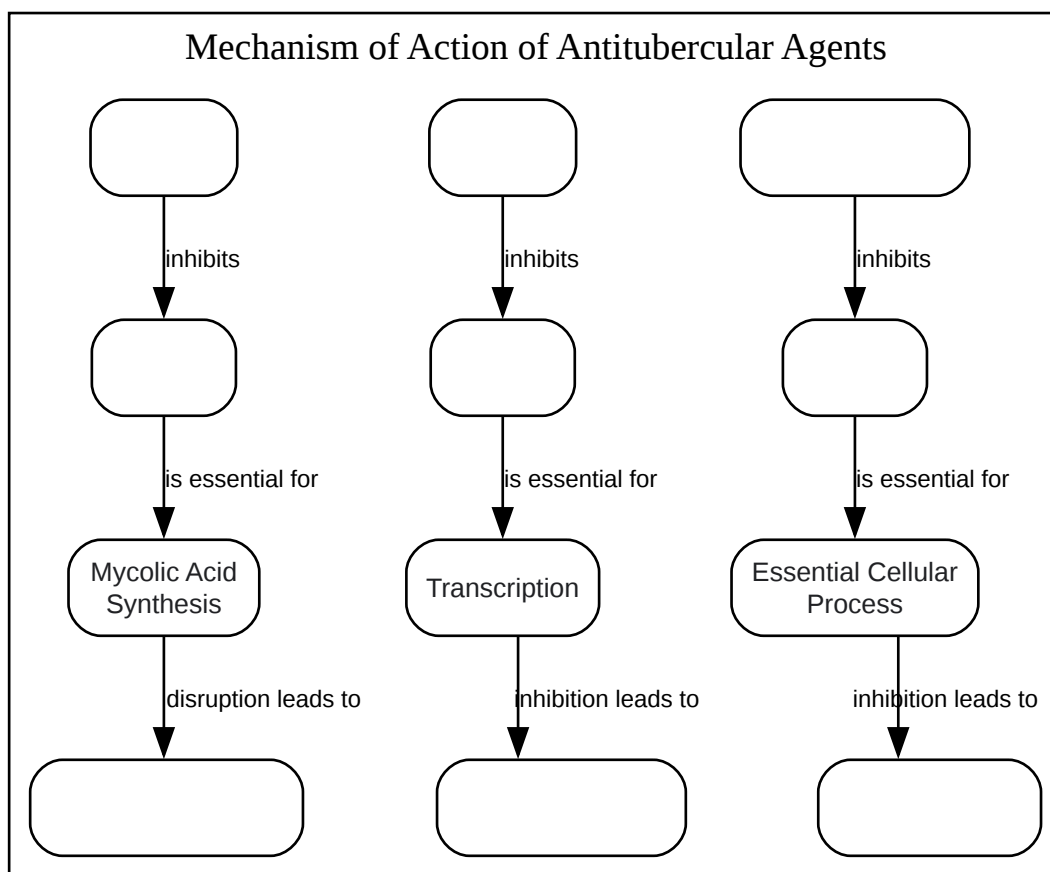 Mechanism of Action of Antitubercular Agents
inhibits
inhibits
inhibits
is essential for
is essential for
is essential for
Mycolic Acid
Synthesis
Transcription
Essential Cellular
Process
disruption leads to
inhibition leads to
inhibition leads to